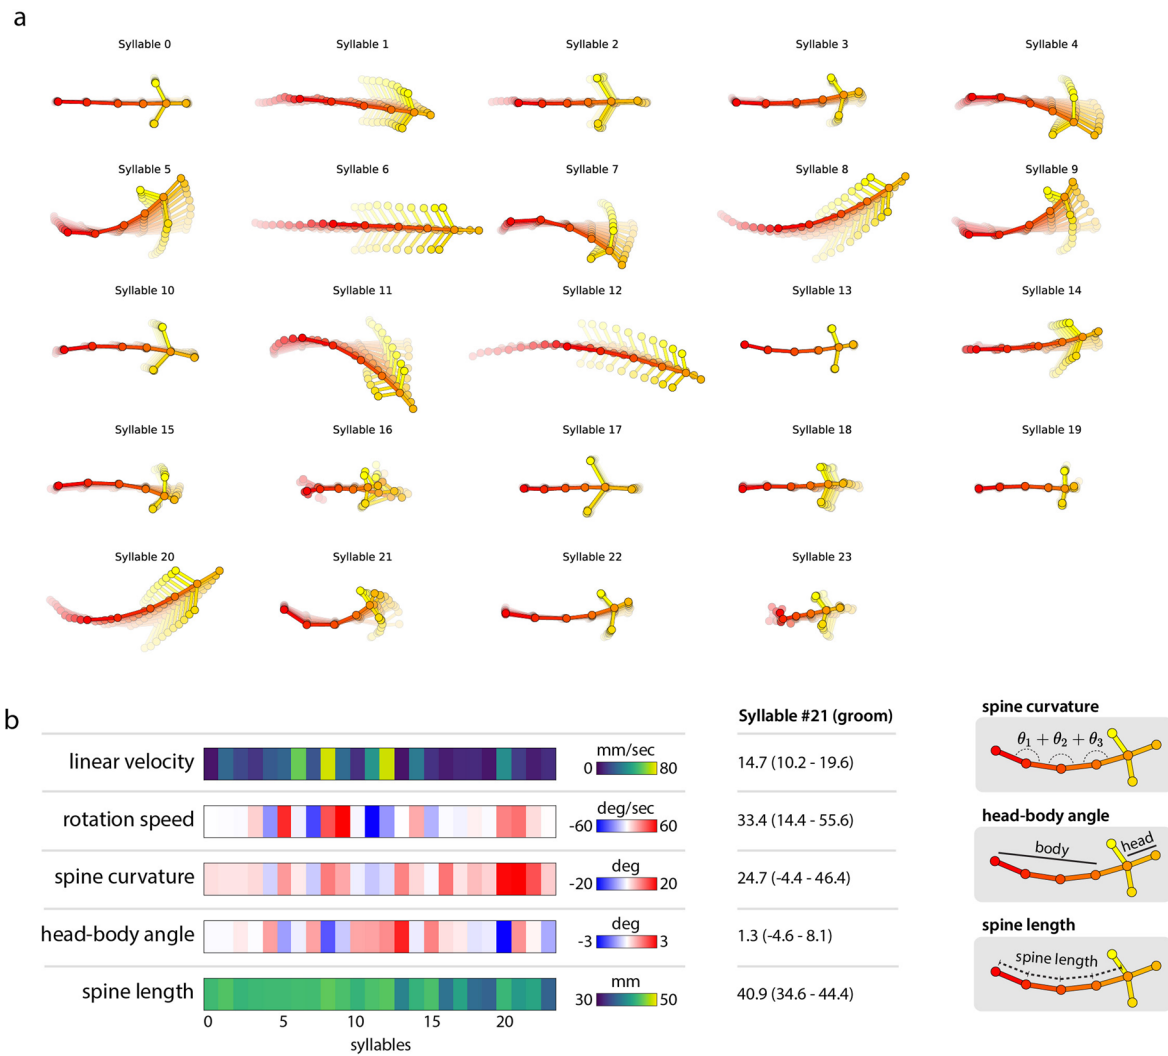 a
Syllable 0 Syllable 1 Syllable 2 Syllable 3 Syllable 4
Syllable 5 Syllable 6 Syllable 7 Syllable 8 Syllable 9
Syllable 10 Syllable 11 Syllable 12 Syllable 13 Syllable 14
Syllable 15 Syllable 16 Syllable 17 Syllable 18 Syllable 19
Syllable 20 Syllable 21 Syllable 22 Syllable 23
b
Syllable #21 (groom)
linear velocity mm/sec 0 80 14.7 (10.2 - 19.6)
rotation speed deg/sec -60 60 33.4 (14.4 - 55.6)
spine curvature deg -20 20 24.7 (-4.4 - 46.4)
head-body angle deg -3 3 1.3 (-4.6 - 8.1)
spine length mm 30 50 40.9 (34.6 - 44.4)
0 5 10 15 20
syllables
spine curvature
θ1 + θ2 + θ3
head-body angle
body head
spine length
spine length